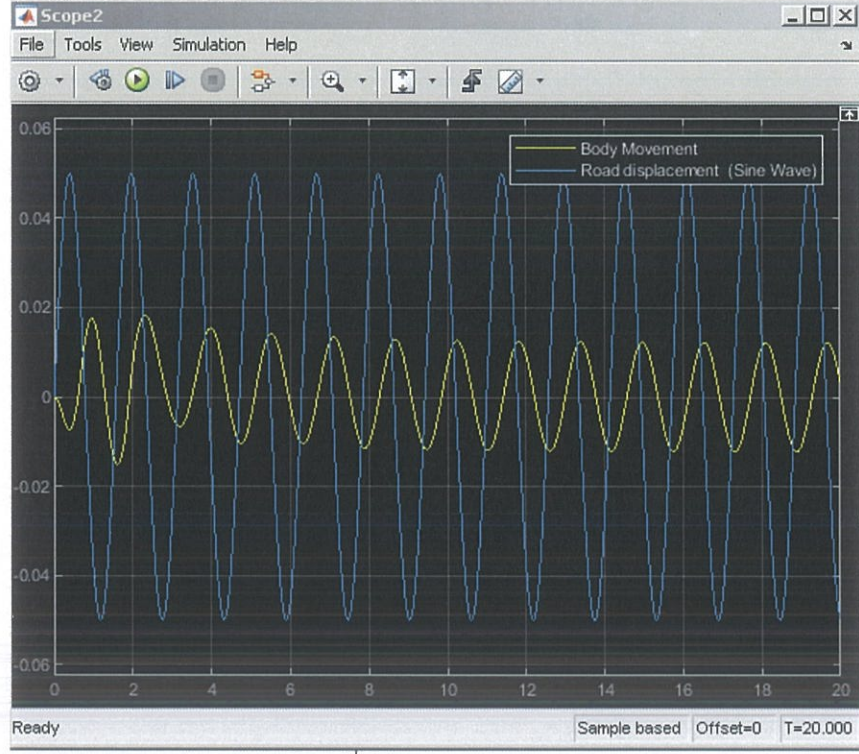 Scope2
File Tools View Simulation Help
Body Movement
Road displacement (Sine Wave)
0.06
0.04
0.02
0
-0.02
-0.04
-0.06
0 2 4 6 8 10 12 14 16 18 20
Ready Sample based Offset=0 T=20.000